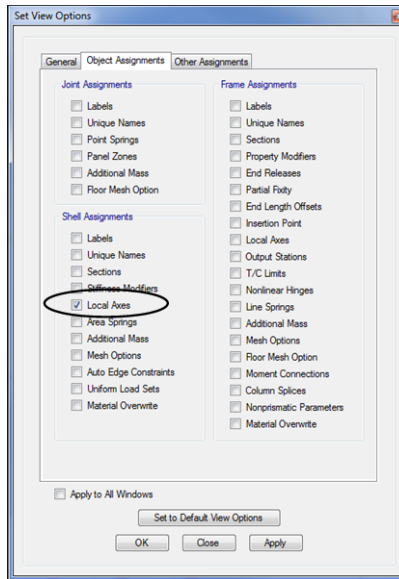 Set View Options
General Object Assignments Other Assignments
Joint Assignments
Labels
Unique Names
Point Springs
Panel Zones
Additional Mass
Floor Mesh Option
Shell Assignments
Labels
Unique Names
Sections
Stiffness Modifiers
Local Axes
Area Springs
Additional Mass
Mesh Options
Auto Edge Constraints
Uniform Load Sets
Material Overwrite
Frame Assignments
Labels
Unique Names
Sections
Property Modifiers
End Releases
Partial Fixity
End Length Offsets
Insertion Point
Local Axes
Output Stations
T/C Limits
Nonlinear Hinges
Line Springs
Additional Mass
Mesh Options
Floor Mesh Option
Moment Connections
Column Splices
Nonprismatic Parameters
Material Overwrite
Apply to All Windows
Set to Default View Options
OK Close Apply